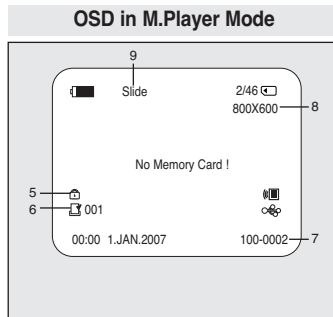 OSD in M.Player Mode
9
Slide 2/46
800X600 8
No Memory Card !
5
6 001
00:00 1.JAN.2007 100-0002 7